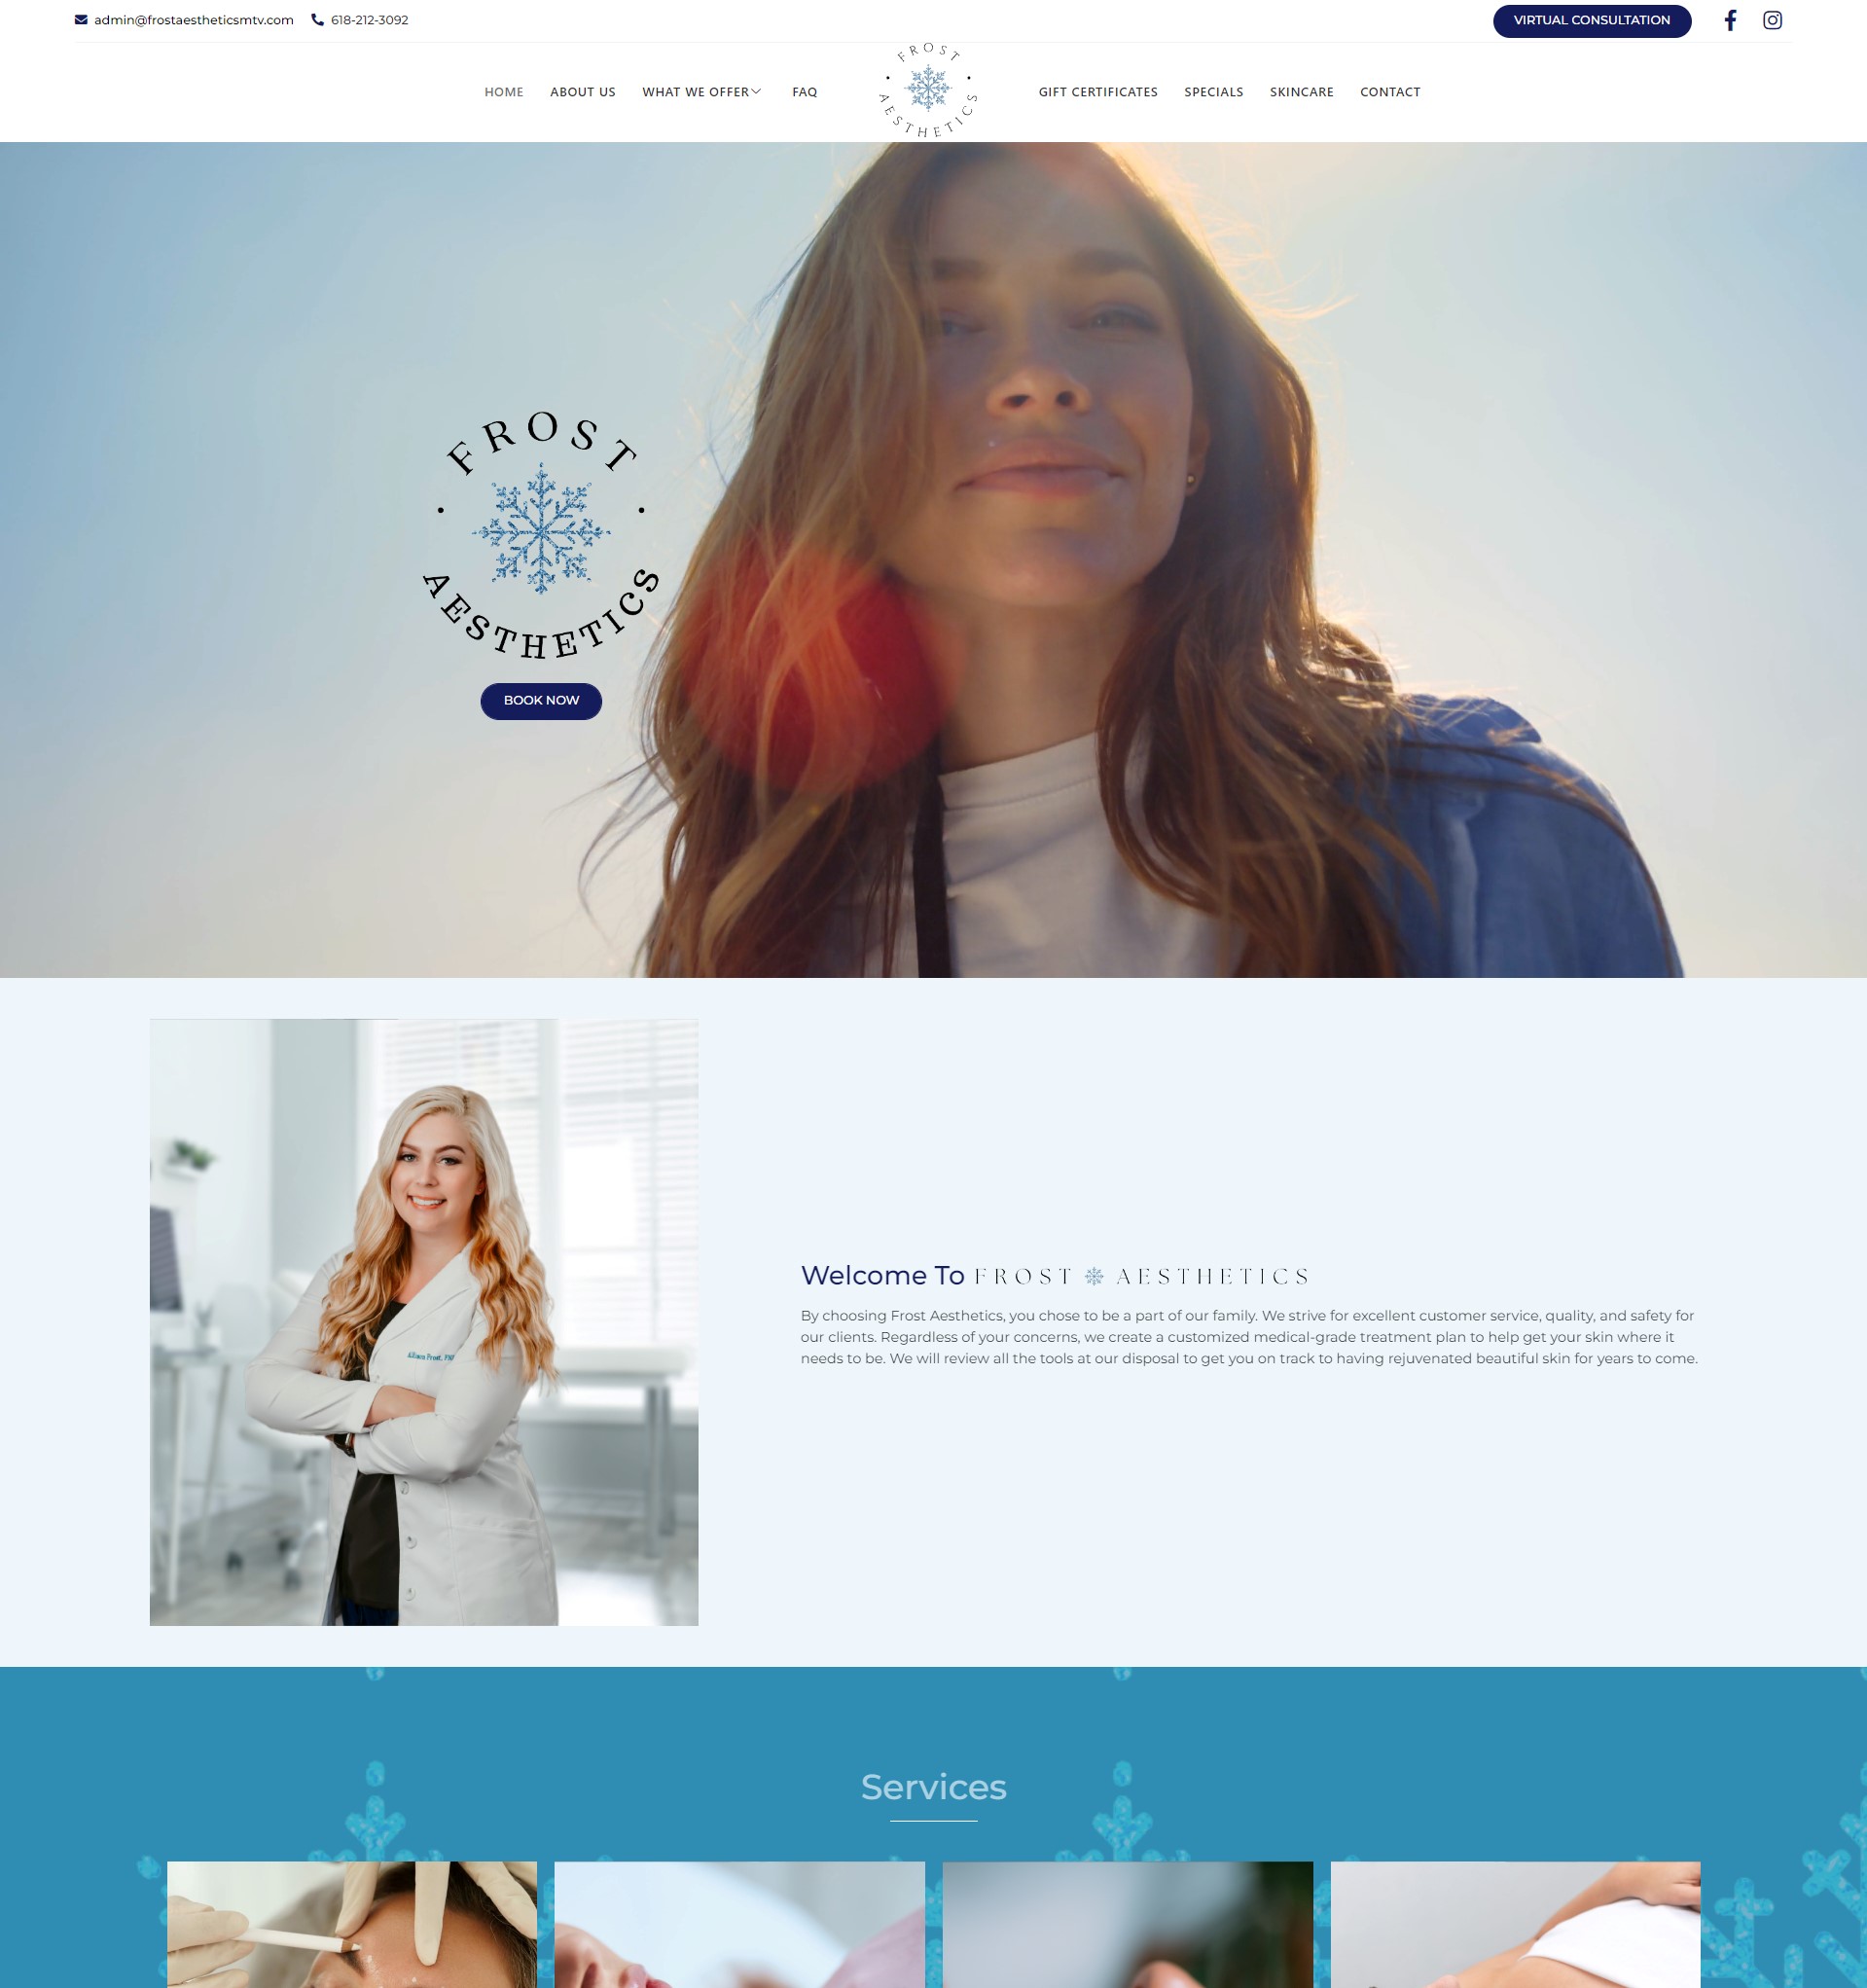 admin@frostaestheticsmtv.com 618-212-3092 VIRTUAL CONSULTATION
HOME ABOUT US WHAT WE OFFER FAQ FROST AESTHETICS GIFT CERTIFICATES SPECIALS SKINCARE CONTACT
FROST
AESTHETICS
BOOK NOW
Welcome To FROST AESTHETICS
By choosing Frost Aesthetics, you chose to be a part of our family. We strive for excellent customer service, quality, and safety for
our clients. Regardless of your concerns, we create a customized medical-grade treatment plan to help get your skin where it
needs to be. We will review all the tools at our disposal to get you on track to having rejuvenated beautiful skin for years to come.
Services